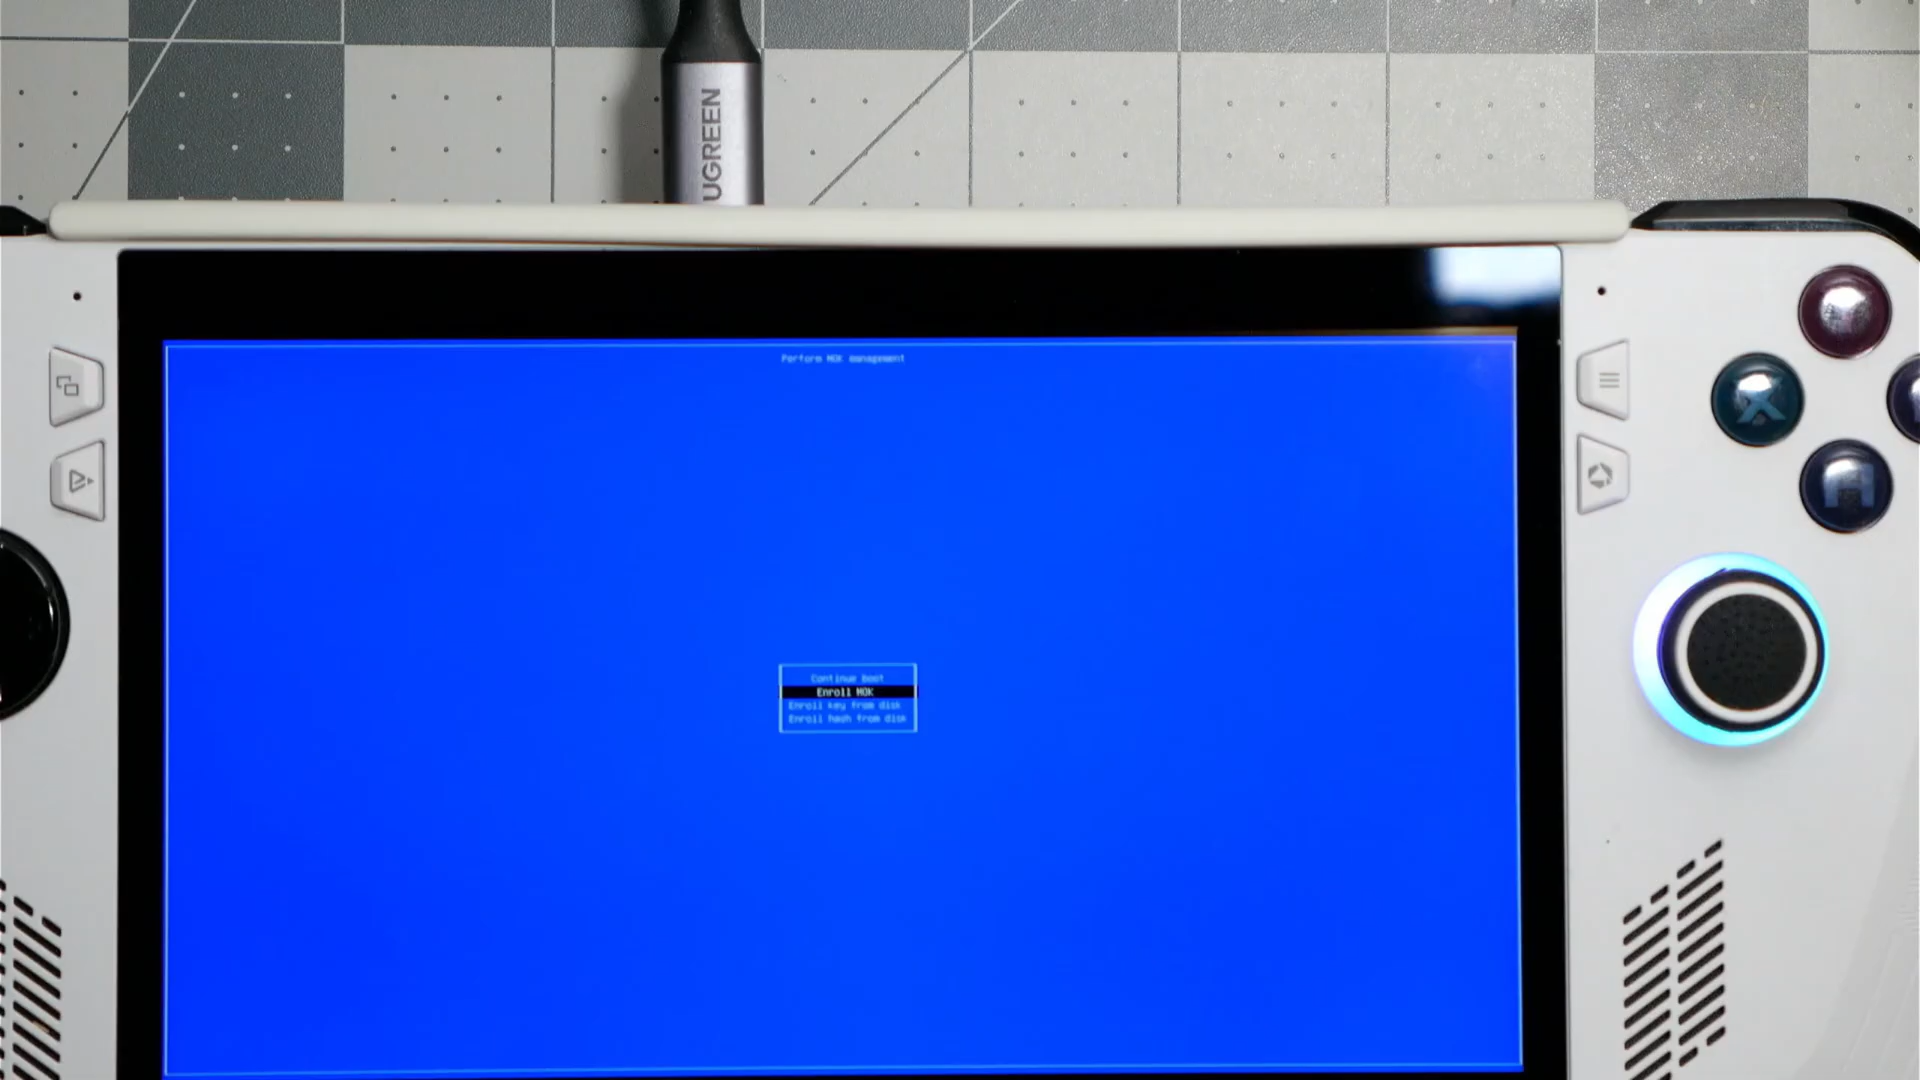 UGREEN
Perform MOK management
Continue boot
Enroll MOK
Enroll key from disk
Enroll hash from disk
X
A